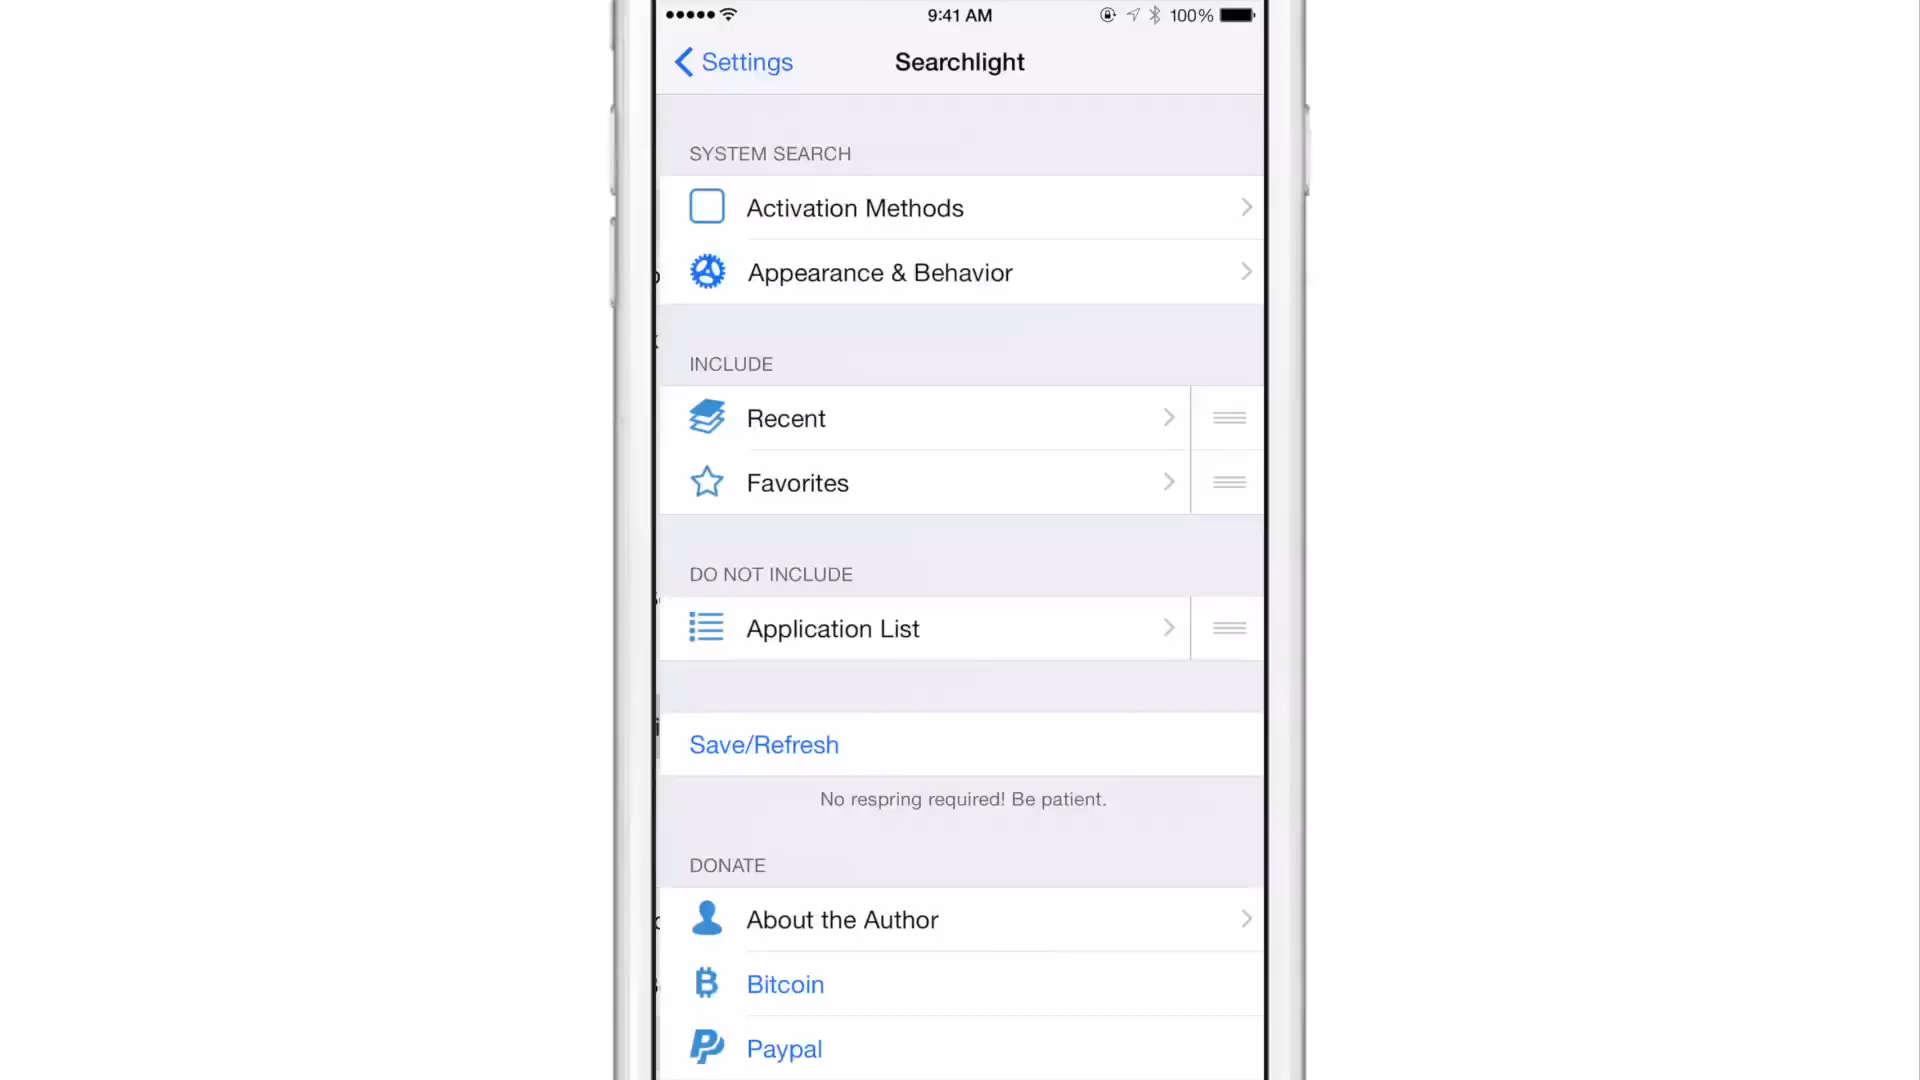 9:41 AM
100%
Settings
Searchlight
SYSTEM SEARCH
Activation Methods
Appearance & Behavior
INCLUDE
Recent
Favorites
DO NOT INCLUDE
Application List
Save/Refresh
No respring required! Be patient.
DONATE
About the Author
Bitcoin
Paypal